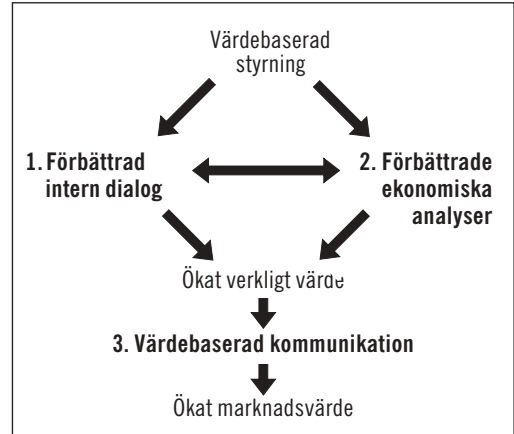 Värdebaserad
styrning
1. Förbättrad
intern dialog
2. Förbättrade
ekonomiska
analyser
Ökat verkligt värde
3. Värdebaserad kommunikation
Ökat marknadsvärde